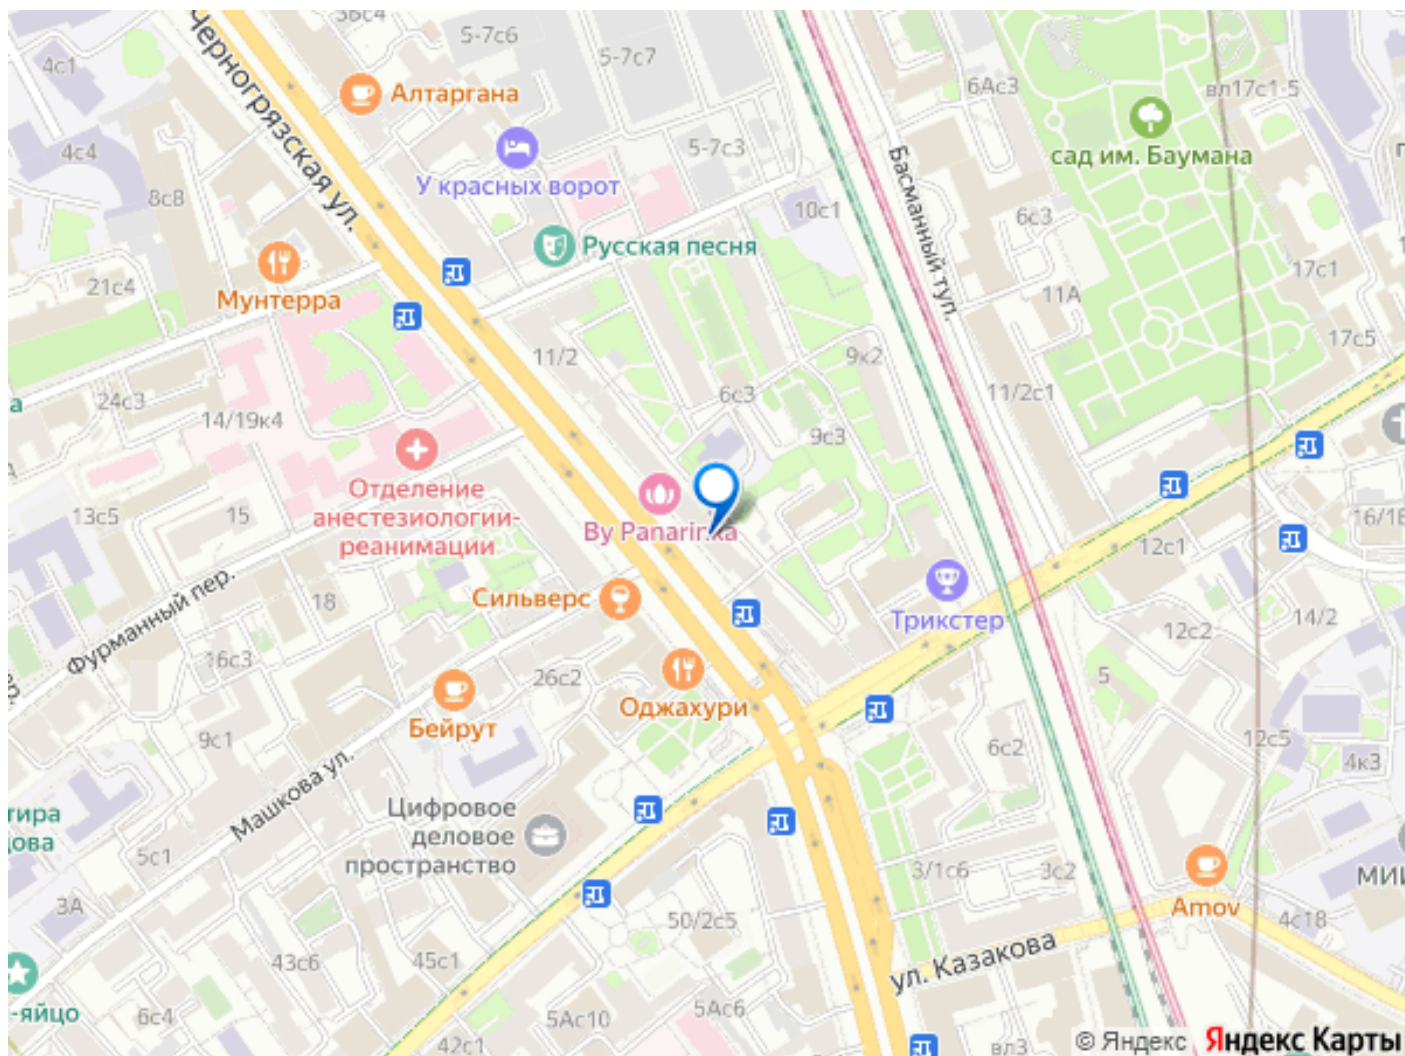 3Бс4
5-7с6
5-7с7
4с1
Черногрязская ул.
Алтаргана
6Ас3
вл17с1-5
сад им. Баумана
4с4
5-7с3
У красных ворот
8с8
10с1
Басманный туп.
6с3
Русская песня
17с1
21с4
Мунтерра
11А
17с5
11/2
9к2
24с3
14/19к4
6с3
11/2с1
9с3
Отделение
анестезиологии-
реанимации
13с5
15
By Panarinka
12с1
Фурманный пер.
18
Сильверс
Трикстер
14/2
12с2
16с3
26с2
5
Оджахури
Бейрут
9с1
6с2
12с5
4к3
Машкова ул.
Цифровое
деловое
пространство
5с1
3/1с6
3с2
3А
Amov
4с18
50/2с5
ул. Казакова
43с6
45с1
-яйцо
6с4
5Ас6
5Ас10
42с1
вл3
© Яндекс Яндекс Карты